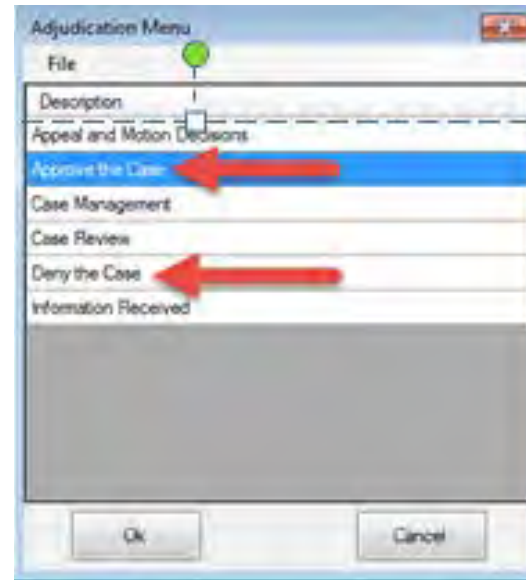 Adjudication Menu
File
Description
Appeal and Motion Decisions
Approve the Case
Case Management
Case Review
Deny the Case
Information Received
Ok
Cancel